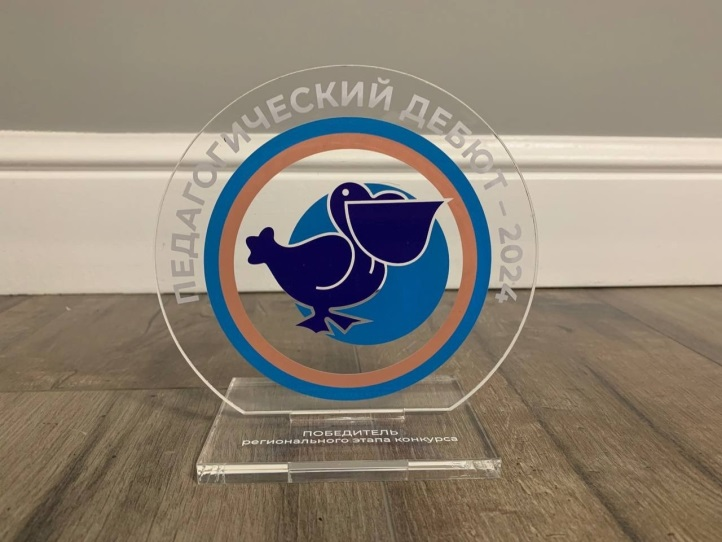 ПЕДАГОГИЧЕСКИЙ ДЕБЮТ – 2024
ПОБЕДИТЕЛЬ
регионального этапа конкурса